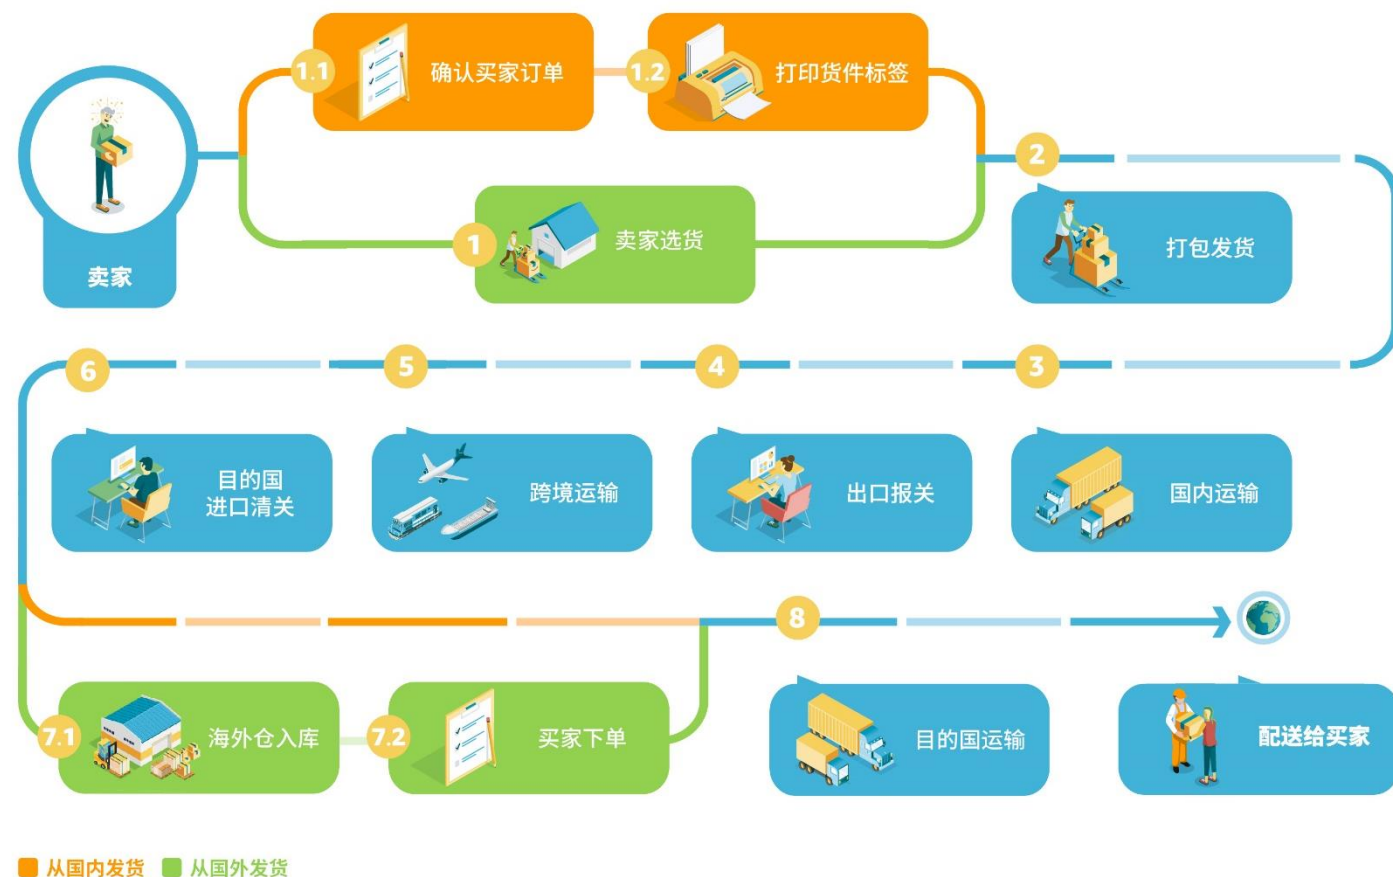 1.1
确认买家订单
1.2
打印货件标签
卖家
1
卖家选货
2
打包发货
6
5
4
3
目的国
进口清关
跨境运输
出口报关
国内运输
8
7.1
海外仓入库
7.2
买家下单
目的国运输
配送给买家
从国内发货
从国外发货